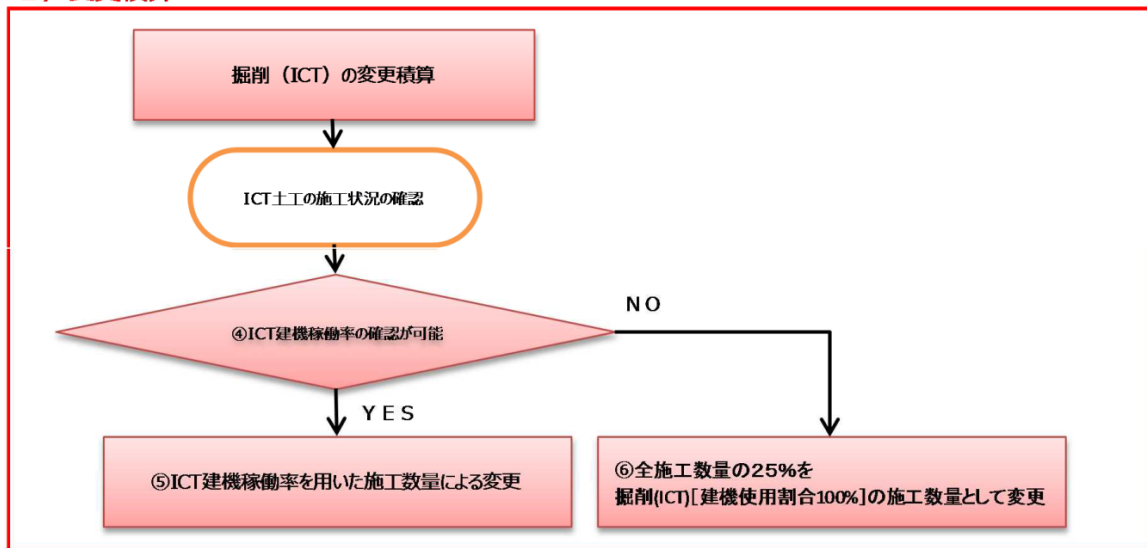 掘削（ICT）の変更積算
ICT土工の施工状況の確認
④ICT建機稼働率の確認が可能
NO
YES
⑤ICT建機稼働率を用いた施工数量による変更
⑥全施工数量の25%を
掘削(ICT)[建機使用割合100%]の施工数量として変更